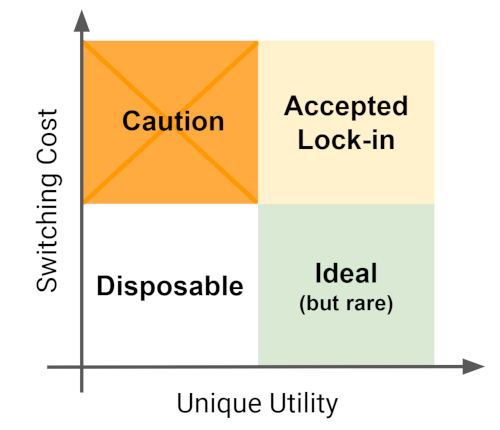 Switching Cost
Caution
Accepted
Lock-in
Disposable
Ideal
(but rare)
Unique Utility